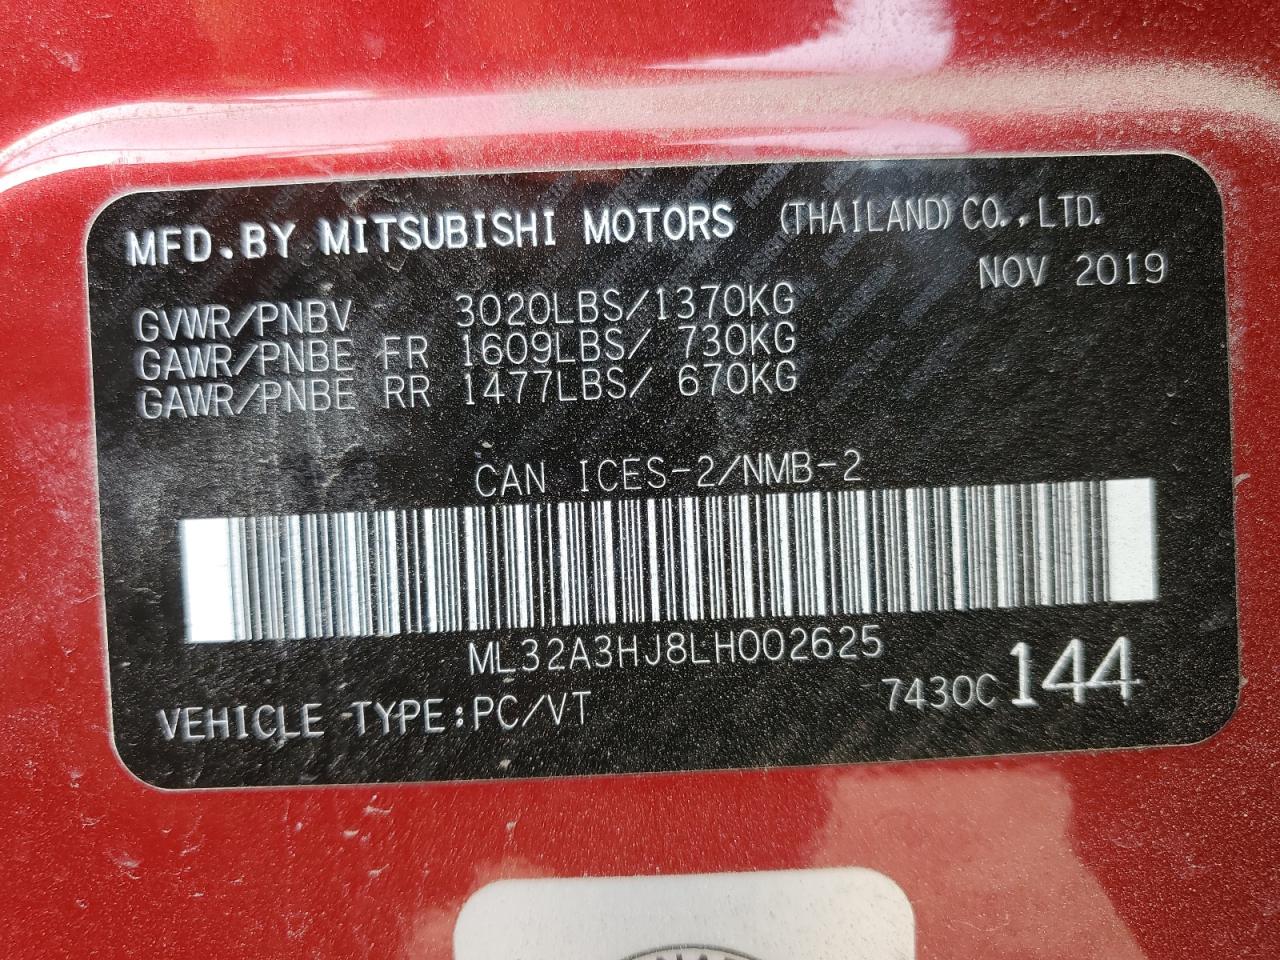 MFD.BY MITSUBISHI MOTORS (THAILAND)CO.,LTD.
NOV 2019
GVWR/PNBV 3020LBS/1370KG
GAWR/PNBE FR 1609LBS/ 730KG
GAWR/PNBE RR 1477LBS/ 670KG
CAN ICES-2/NMB-2
ML32A3HJ8LH002625
7430C 144
VEHICLE TYPE:PC/VT